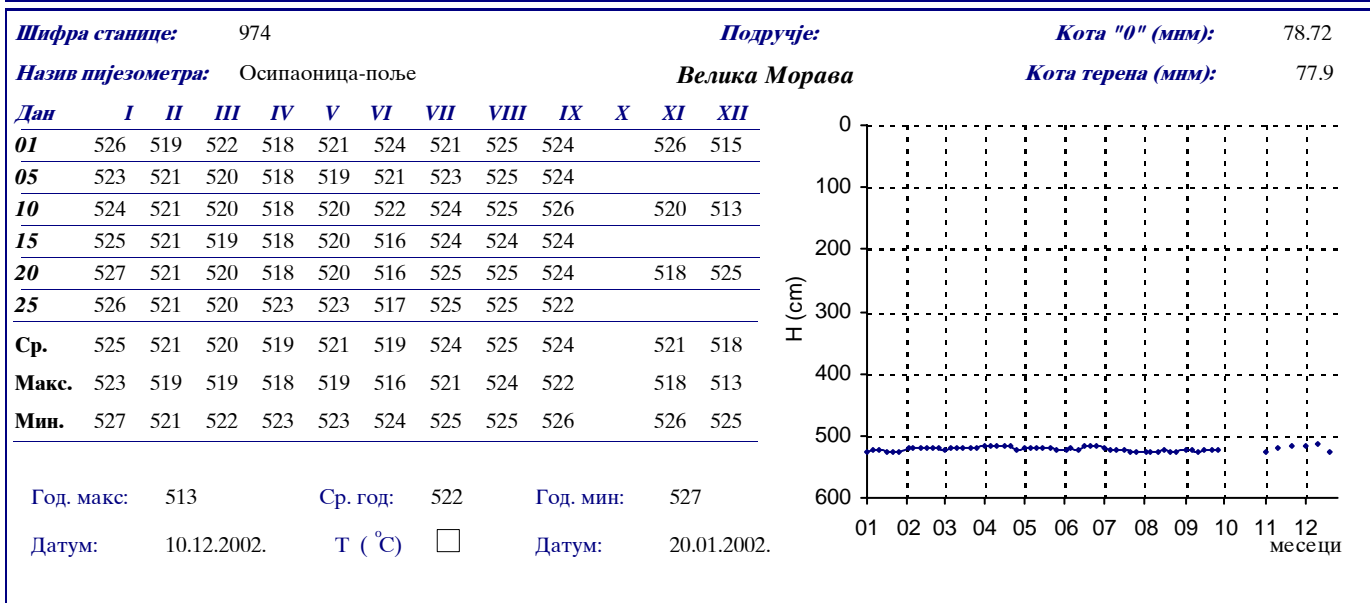 Шифра станице: 974 Подручје: Кота "0" (мнм): 78.72
Назив пијезометра: Осипаоница-поље Велика Морава Кота терена (мнм): 77.9
Дан I II III IV V VI VII VIII IX X XI XII
01 526 519 522 518 521 524 521 525 524 526 515
05 523 521 520 518 519 521 523 525 524
10 524 521 520 518 520 522 524 525 526 520 513
15 525 521 519 518 520 516 524 524 524
20 527 521 520 518 520 516 525 525 524 518 525
25 526 521 520 523 523 517 525 525 522
Ср. 525 521 520 519 521 519 524 525 524 521 518
Макс. 523 519 519 518 519 516 521 524 522 518 513
Мин. 527 521 522 523 523 524 525 525 526 526 525
Год. макс: 513 Ср. год: 522 Год. мин: 527
Датум: 10.12.2002. T ( °C) Датум: 20.01.2002.
H (cm)
0
100
200
300
400
500
600
01 02 03 04 05 06 07 08 09 10 11 12
месеци